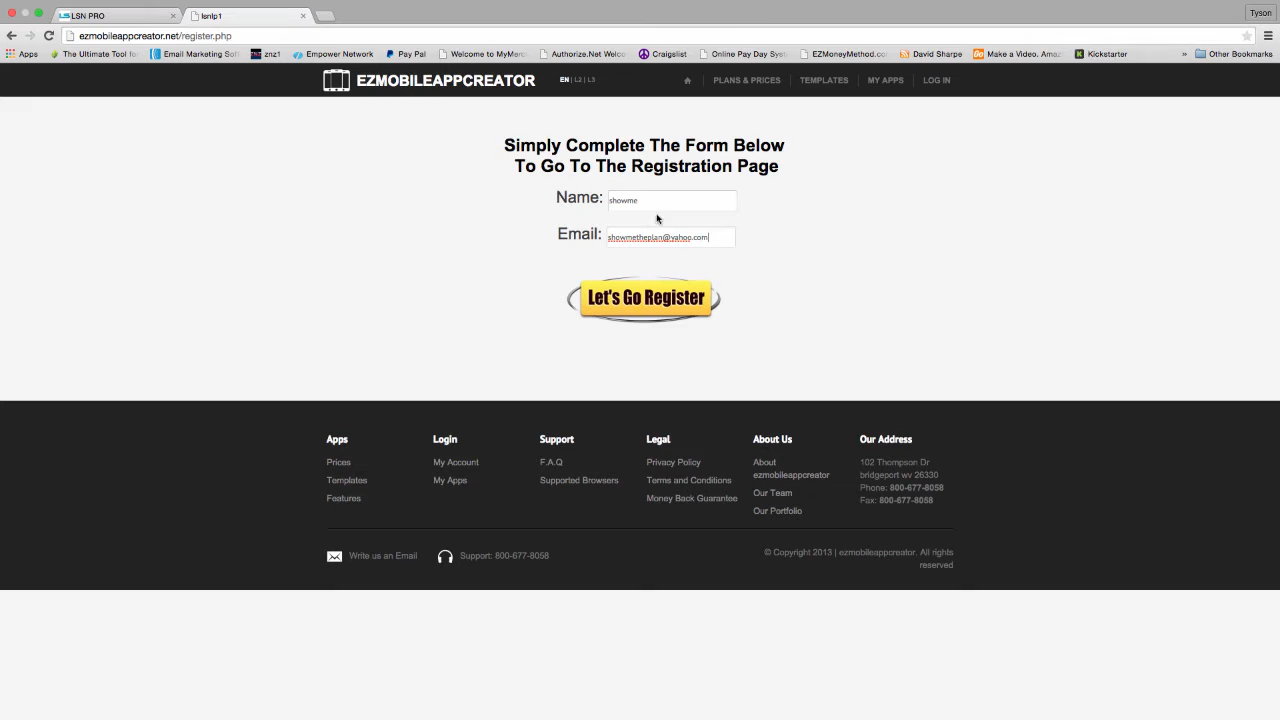 LSN PRO
lsnlp1
Tyson
ezmobileappcreator.net/register.php
Apps The Ultimate Tool fo Email Marketing Soft znz1 Empower Network Pay Pal Welcome to MyMerc Authorize.Net Welco Craigslist Online Pay Day Syst EZMoneyMethod.com David Sharpe Make a Video. Amaz Kickstarter » Other Bookmarks
EZMOBILEAPPCREATOR EN | L2 | L3 PLANS & PRICES TEMPLATES MY APPS LOG IN
Simply Complete The Form Below
To Go To The Registration Page
Name: showme
Email: showmetheplan@yahoo.com
Let's Go Register
Apps Login Support Legal About Us Our Address
Prices My Account F.A.Q Privacy Policy About 102 Thompson Dr
ezmobileappcreator bridgeport wv 26330
Templates My Apps Supported Browsers Terms and Conditions Phone: 800-677-8058
Features Money Back Guarantee Our Team Fax: 800-677-8058
Our Portfolio
Write us an Email Support: 800-677-8058 © Copyright 2013 | ezmobileappcreator. All rights
reserved